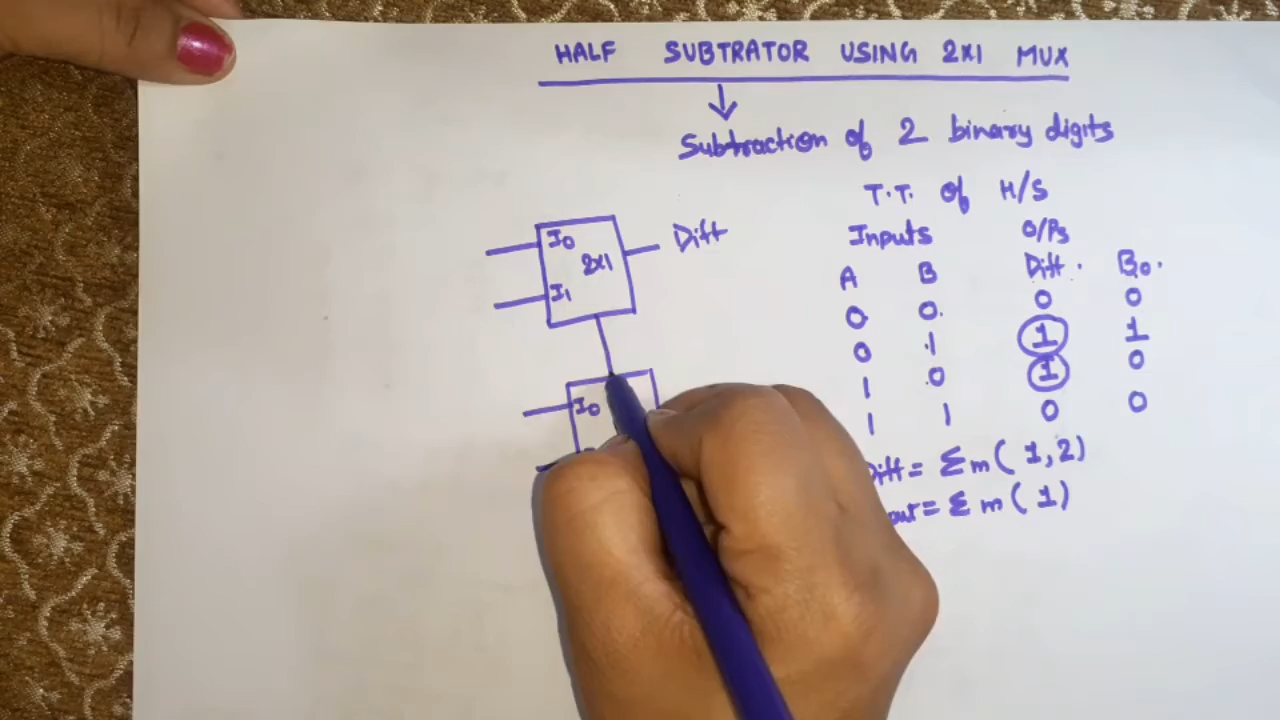 HALF SUBTRATOR USING 2X1 MUX
Subtraction of 2 binary digits
T.T. of H/S
Inputs O/Ps
A B Diff. Bo.
0 0 0 0
0 1 1 1
1 0 1 0
1 1 0 0
Diff = Σm ( 1, 2)
out = Σ m ( 1)
I0 2X1 Diff
I1
I0